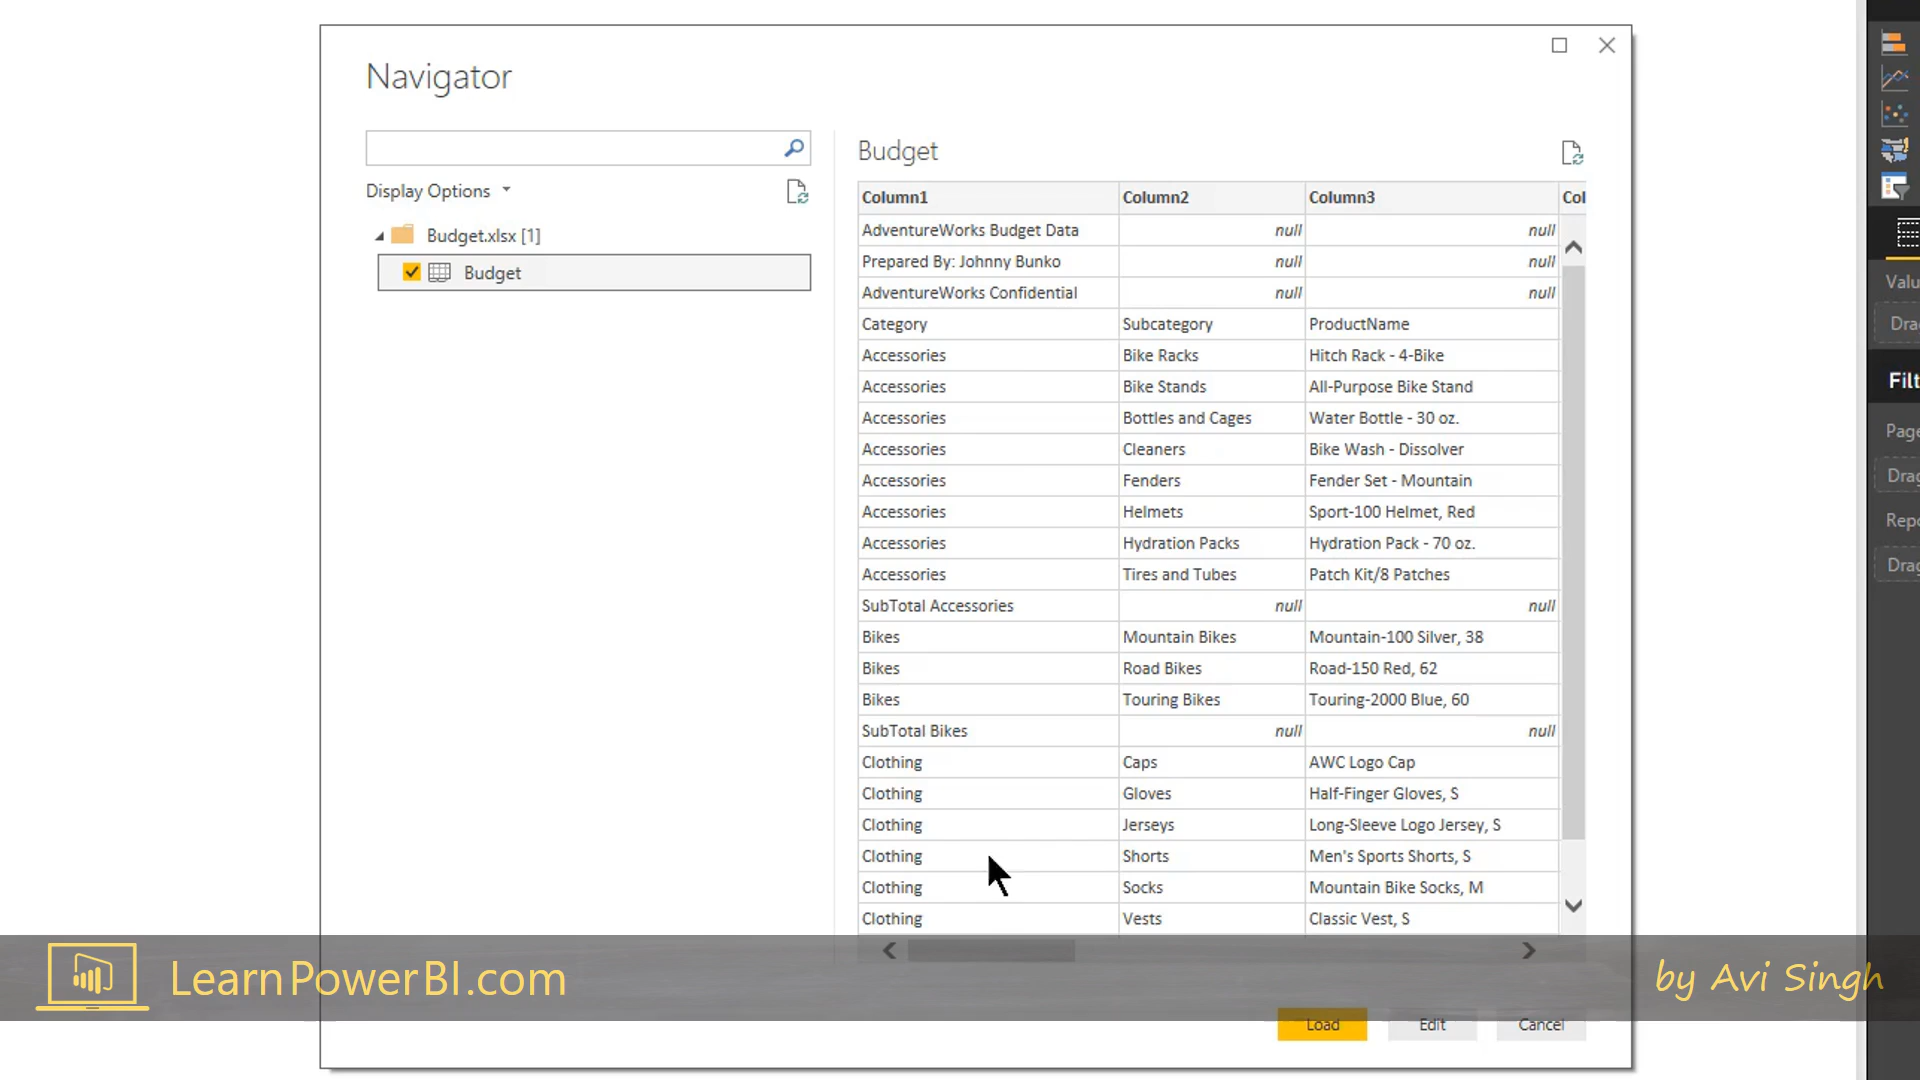 Navigator
Display Options
Budget.xlsx [1]
Budget
Budget
Column1 Column2 Column3 Col
AdventureWorks Budget Data null null
Prepared By: Johnny Bunko null null
AdventureWorks Confidential null null
Category Subcategory ProductName
Accessories Bike Racks Hitch Rack - 4-Bike
Accessories Bike Stands All-Purpose Bike Stand
Accessories Bottles and Cages Water Bottle - 30 oz.
Accessories Cleaners Bike Wash - Dissolver
Accessories Fenders Fender Set - Mountain
Accessories Helmets Sport-100 Helmet, Red
Accessories Hydration Packs Hydration Pack - 70 oz.
Accessories Tires and Tubes Patch Kit/8 Patches
SubTotal Accessories null null
Bikes Mountain Bikes Mountain-100 Silver, 38
Bikes Road Bikes Road-150 Red, 62
Bikes Touring Bikes Touring-2000 Blue, 60
SubTotal Bikes null null
Clothing Caps AWC Logo Cap
Clothing Gloves Half-Finger Gloves, S
Clothing Jerseys Long-Sleeve Logo Jersey, S
Clothing Shorts Men's Sports Shorts, S
Clothing Socks Mountain Bike Socks, M
Clothing Vests Classic Vest, S
Load Edit Cancel
Valu
Dra
Filt
Page
Drag
Repo
Drag
LearnPowerBI.com
by Avi Singh